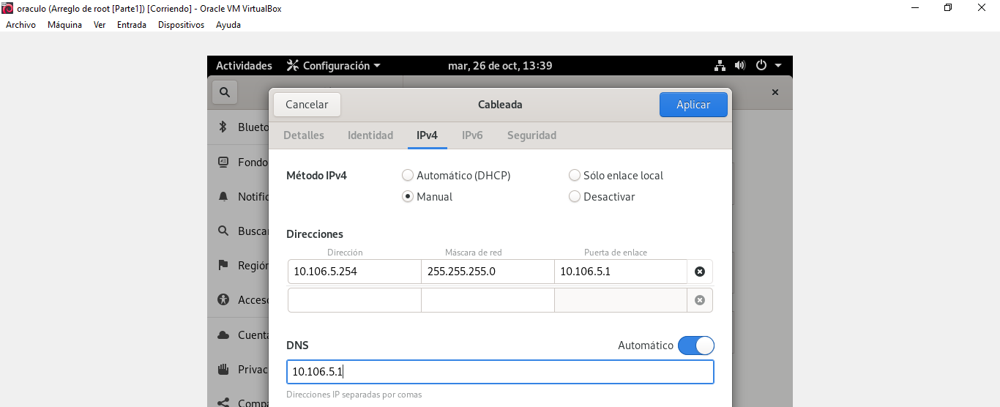 oraculo (Arreglo de root [Parte1]) [Corriendo] - Oracle VM VirtualBox
Archivo Máquina Ver Entrada Dispositivos Ayuda
Actividades Configuración mar, 26 de oct, 13:39
Cancelar Cableada Aplicar
Detalles Identidad IPv4 IPv6 Seguridad
Blueto
Fondo
Notific
Buscar
Región
Acceso
Cuenta
Privac
Compa
Método IPv4 Automático (DHCP) Sólo enlace local
Manual Desactivar
Direcciones
Dirección Máscara de red Puerta de enlace
10.106.5.254 255.255.255.0 10.106.5.1
DNS Automático
10.106.5.1
Direcciones IP separadas por comas